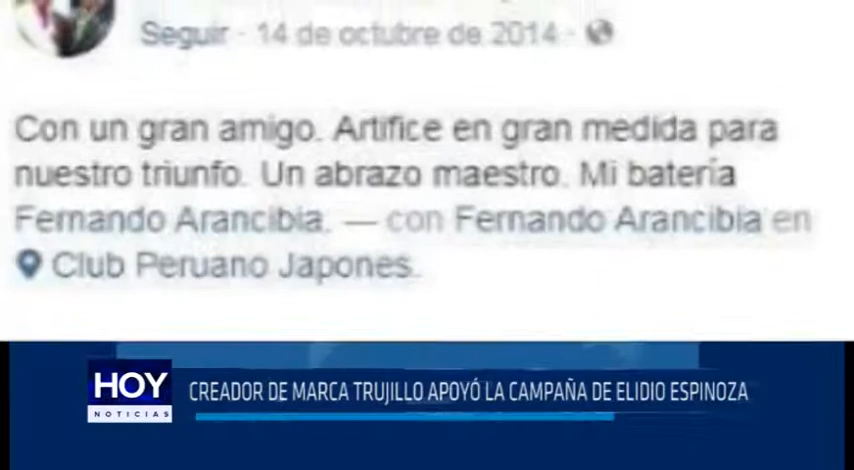 Seguir · 14 de octubre de 2014 ·
Con un gran amigo. Artifice en gran medida para
nuestro triunfo. Un abrazo maestro. Mi batería
Fernando Arancibia. — con Fernando Arancibia en
Club Peruano Japones.
HOY
NOTICIAS
CREADOR DE MARCA TRUJILLO APOYÓ LA CAMPAÑA DE ELIDIO ESPINOZA